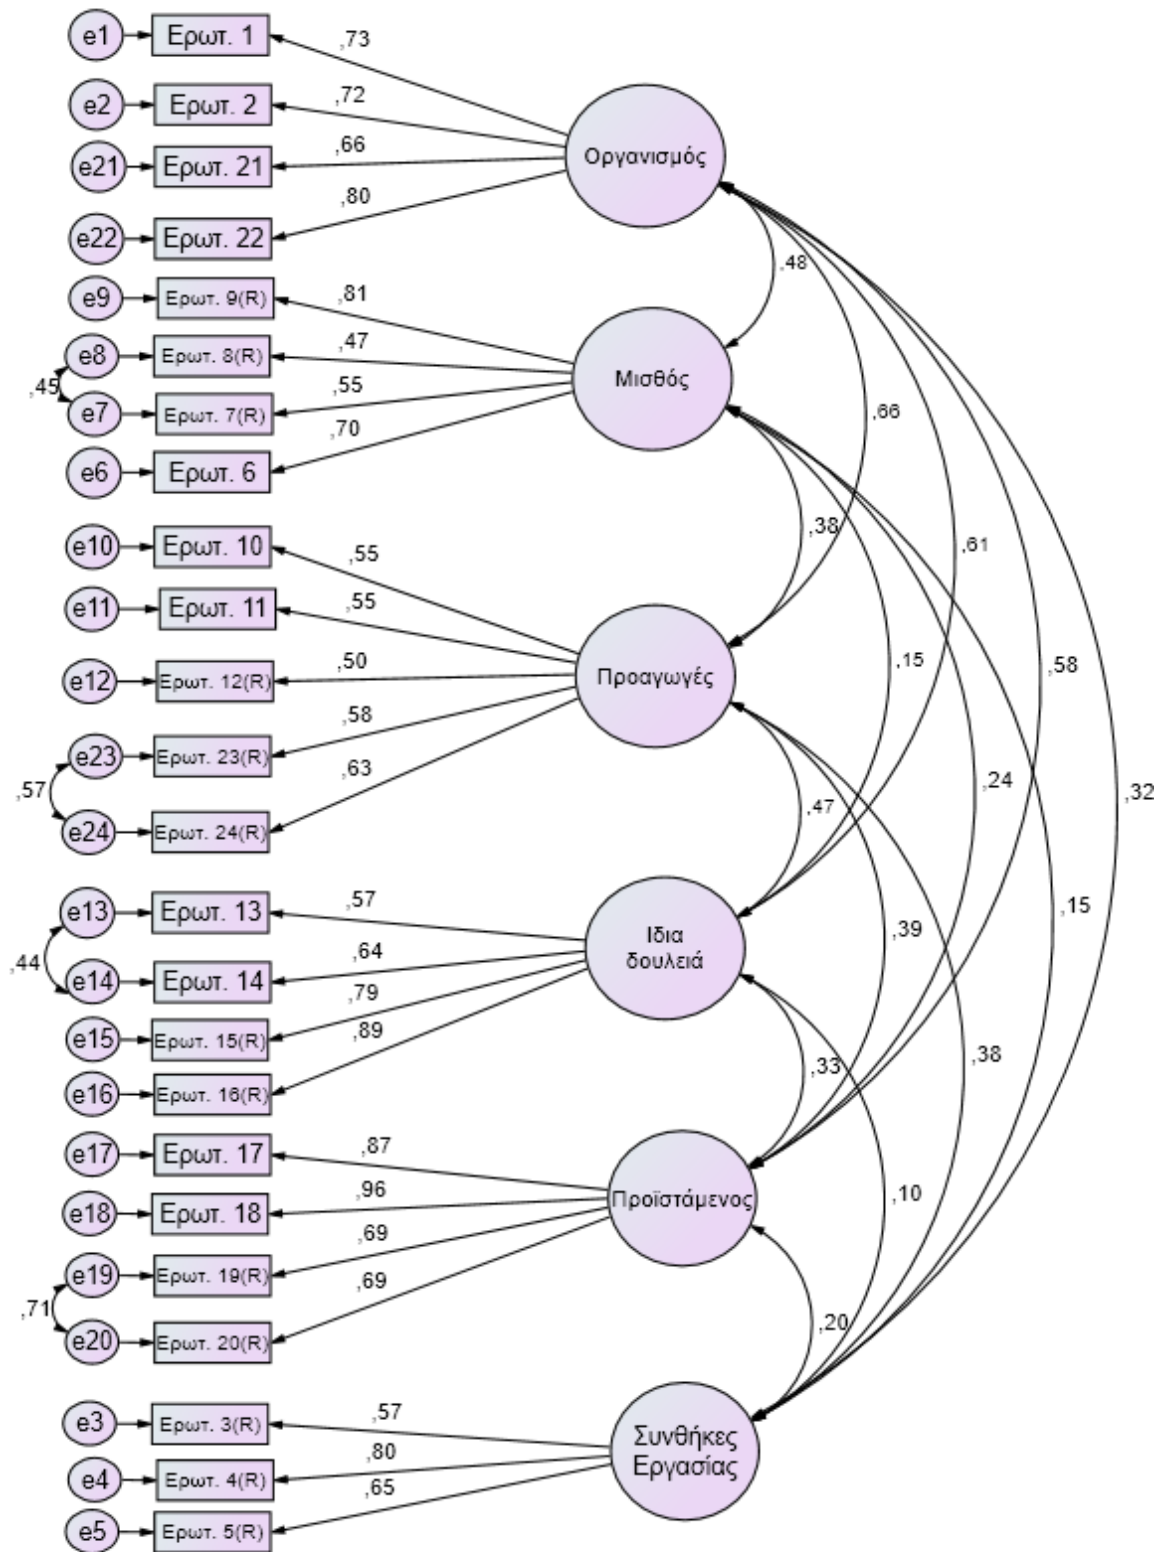 e1 Ερωτ. 1 ,73
e2 Ερωτ. 2 ,72
e21 Ερωτ. 21 ,66
Οργανισμός
e22 Ερωτ. 22 ,80
,48
e9 Ερωτ. 9(R) ,81
e8 Ερωτ. 8(R) ,47
,45
Μισθός
e7 Ερωτ. 7(R) ,55
,66
e6 Ερωτ. 6 ,70
,38
,61
e10 Ερωτ. 10 ,55
e11 Ερωτ. 11 ,55
,15
,58
e12 Ερωτ. 12(R) ,50
Προαγωγές
e23 Ερωτ. 23(R) ,58
,57
,24
,32
e24 Ερωτ. 24(R) ,63
,47
e13 Ερωτ. 13 ,57
,15
,44
Ιδια
δουλειά
,39
e14 Ερωτ. 14 ,64
e15 Ερωτ. 15(R) ,79
,38
,33
e16 Ερωτ. 16(R) ,89
e17 Ερωτ. 17 ,87
,10
e18 Ερωτ. 18 ,96
Προϊστάμενος
e19 Ερωτ. 19(R) ,69
,71
e20 Ερωτ. 20(R) ,69
,20
e3 Ερωτ. 3(R) ,57
Συνθήκες
Εργασίας
e4 Ερωτ. 4(R) ,80
e5 Ερωτ. 5(R) ,65